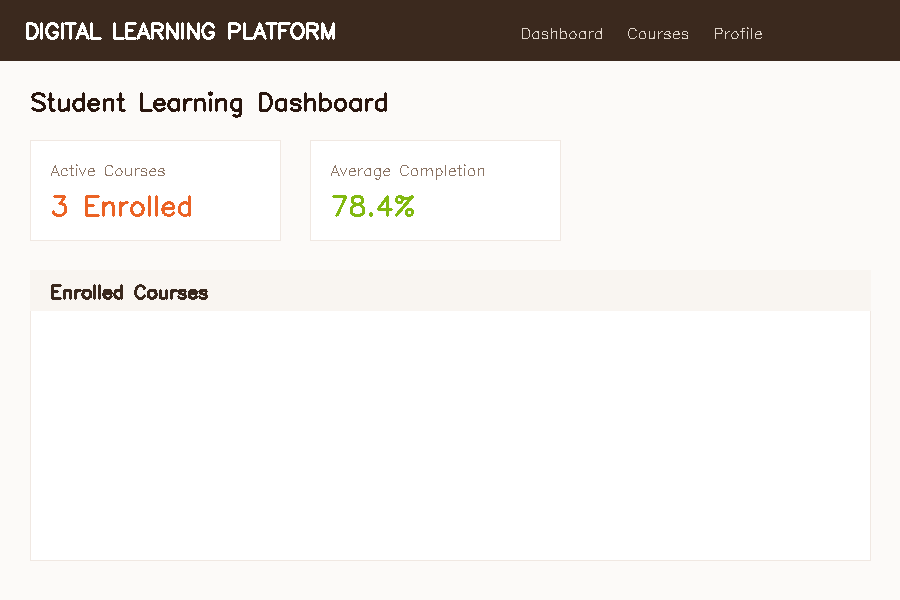 DIGITAL LEARNING PLATFORM
Dashboard Courses Profile
Student Learning Dashboard
Active Courses
3 Enrolled
Average Completion
78.4%
Enrolled Courses